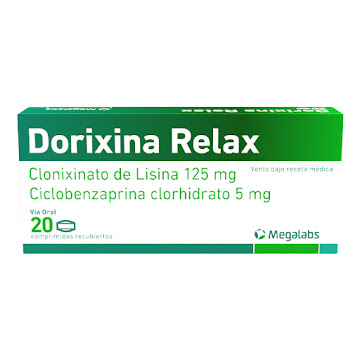 Megalabs
Dorixina Relax
Clonixinato de Lisina 125 mg
Venta bajo receta médica
Ciclobenzaprina clorhidrato 5 mg
Vía Oral
20
comprimidos recubiertos
Megalabs